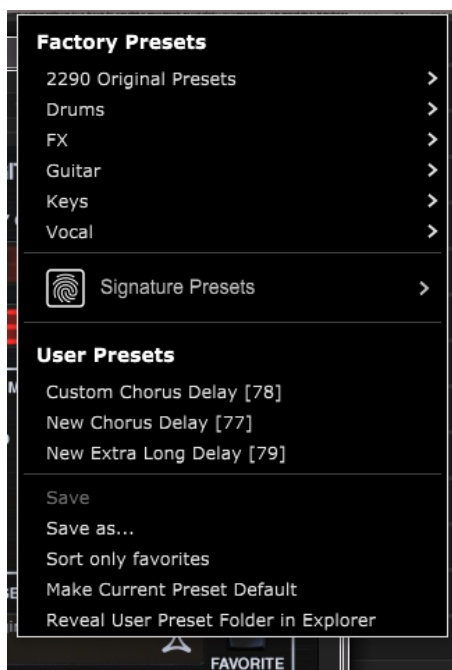 Factory Presets
2290 Original Presets
Drums
FX
Guitar
Keys
Vocal
Signature Presets
User Presets
Custom Chorus Delay [78]
New Chorus Delay [77]
New Extra Long Delay [79]
Save
Save as...
Sort only favorites
Make Current Preset Default
Reveal User Preset Folder in Explorer
FAVORITE